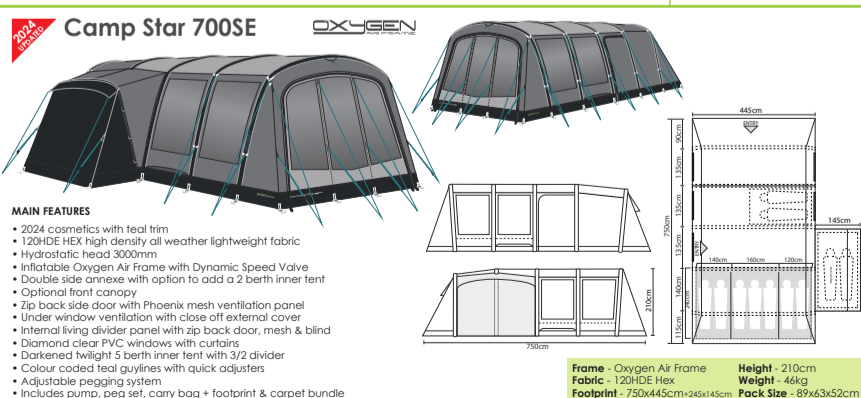 2024
UPDATED
Camp Star 700SE
OXYGEN
AIR FRAME
MAIN FEATURES
• 2024 cosmetics with teal trim
• 120HDE HEX high density all weather lightweight fabric
• Hydrostatic head 3000mm
• Inflatable Oxygen Air Frame with Dynamic Speed Valve
• Double side annexe with option to add a 2 berth inner tent
• Optional front canopy
• Zip back side door with Phoenix mesh ventilation panel
• Under window ventilation with close off external cover
• Internal living divider panel with zip back door, mesh & blind
• Diamond clear PVC windows with curtains
• Darkened twilight 5 berth inner tent with 3/2 divider
• Colour coded teal guylines with quick adjusters
• Adjustable pegging system
• Includes pump, peg set, carry bag + footprint & carpet bundle
210cm
750cm
445cm
ENTRY
90cm
135cm
135cm
135cm
750cm
145cm
ENTRY
140cm 160cm 120cm
140cm
115cm
Frame - Oxygen Air Frame Height - 210cm
Fabric - 120HDE Hex Weight - 46kg
Footprint - 750x445cm+245x145cm Pack Size - 89x63x52cm